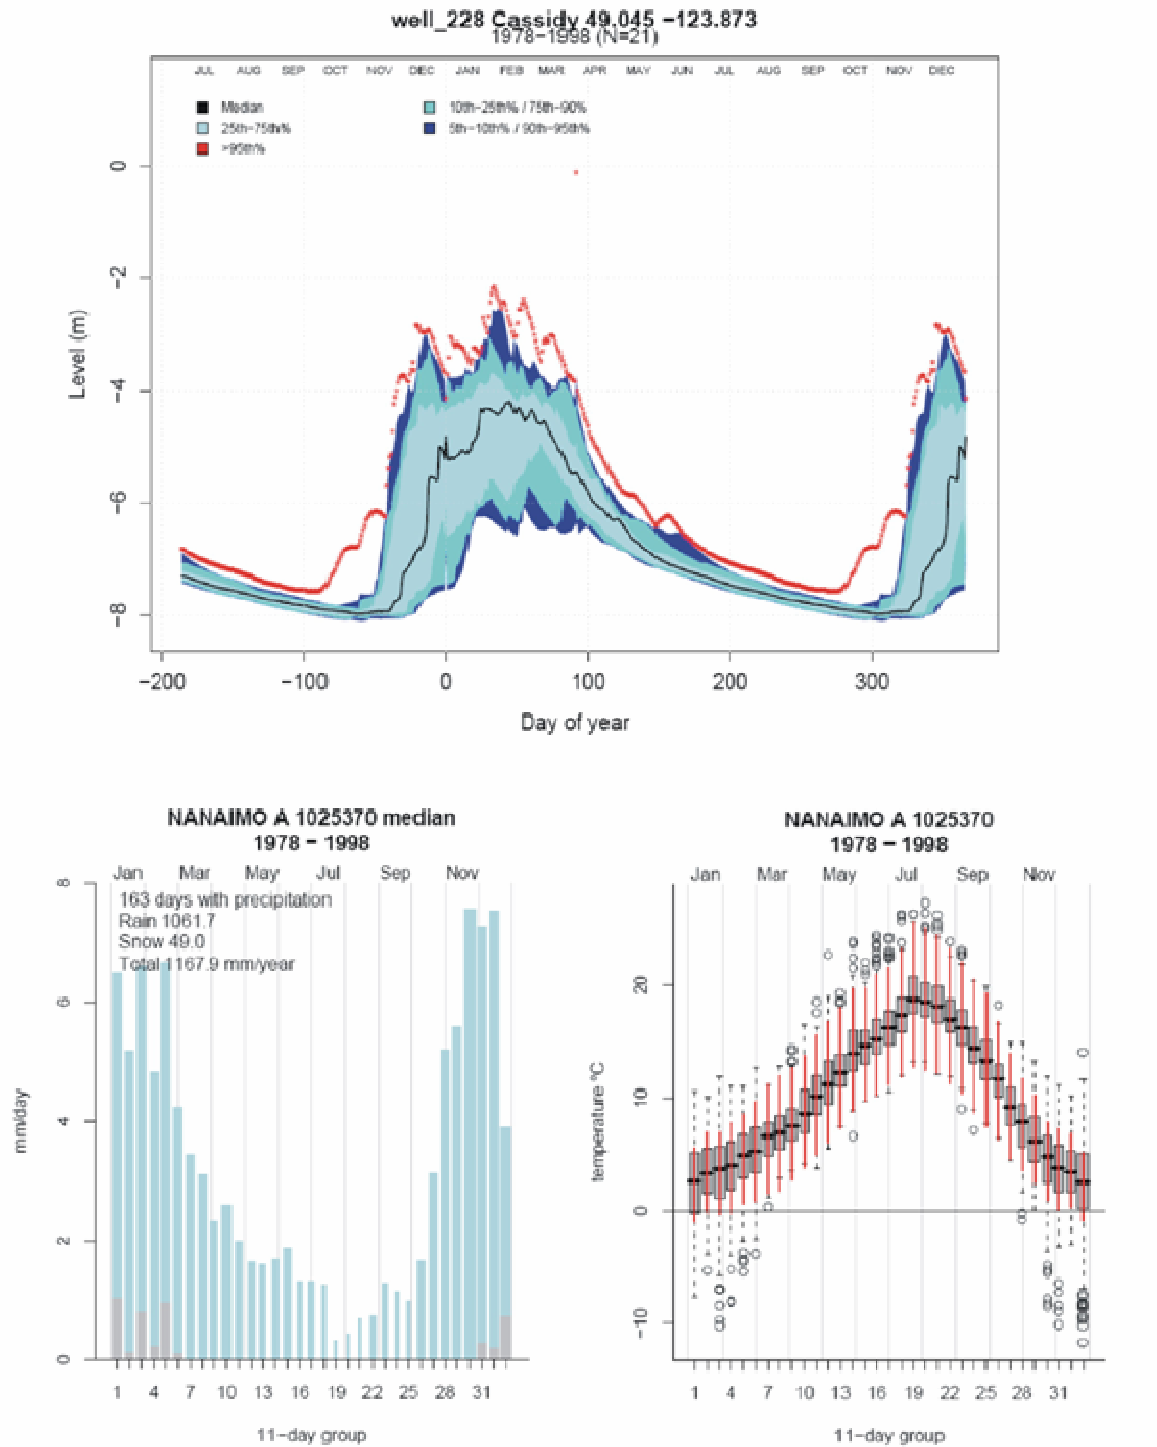 well_228 Cassidy 49.045 −123.873
1978−1998 (N=21)
JUL AUG SEP OCT NOV DEC JAN FEB MAR APR MAY JUN JUL AUG SEP OCT NOV DEC
Median
25th−75th%
>95th%
10th−25th% / 75th−90%
5th−10th% / 90th−95th%
Level (m)
0
−2
−4
−6
−8
−200 −100 0 100 200 300
Day of year
NANAIMO A 1025370 median
1978 − 1998
Jan Mar May Jul Sep Nov
163 days with precipitation
Rain 1061.7
Snow 49.0
Total 1167.9 mm/year
mm/day
8
6
4
2
0
1 4 7 10 13 16 19 22 25 28 31
11−day group
NANAIMO A 1025370
1978 − 1998
Jan Mar May Jul Sep Nov
temperature °C
20
10
0
−10
1 4 7 10 13 16 19 22 25 28 31
11−day group